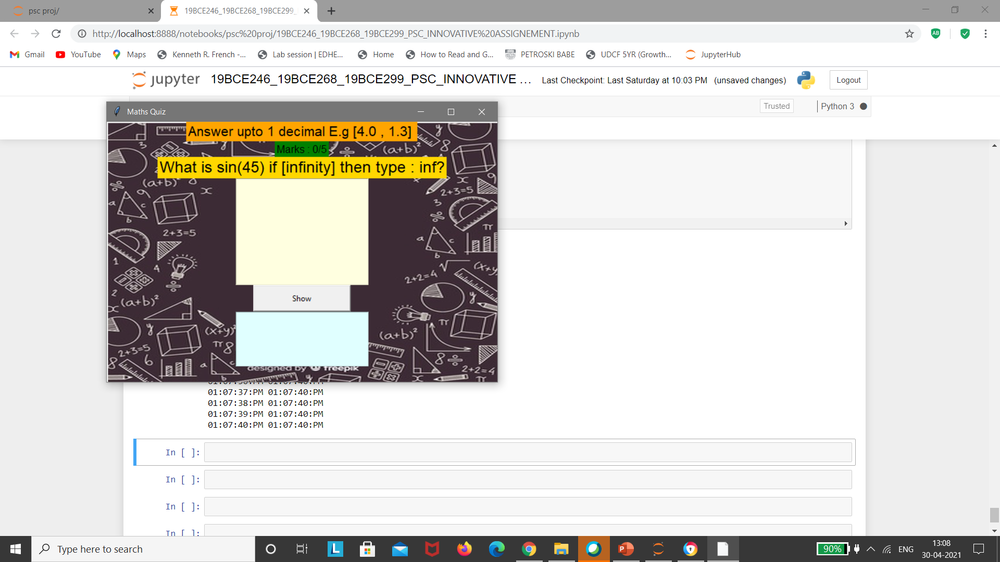 psc proj/
19BCE246_19BCE268_19BCE299_
http://localhost:8888/notebooks/psc%20proj/19BCE246_19BCE268_19BCE299_PSC_INNOVATIVE%20ASSIGNEMENT.ipynb
AB
Gmail YouTube Maps Kenneth R. French -... Lab session | EDHE... Home How to Read and G... PETROSKI BABE UDCF 5YR (Growth... JupyterHub
jupyter 19BCE246_19BCE268_19BCE299_PSC_INNOVATIVE ... Last Checkpoint: Last Saturday at 10:03 PM (unsaved changes) Logout
Trusted Python 3
Maths Quiz
Answer upto 1 decimal E.g [4.0 , 1.3]
Marks : 0/5
What is sin(45) if [infinity] then type : inf?
Show
designed by freepik
01:07:37:PM 01:07:40:PM
01:07:38:PM 01:07:40:PM
01:07:39:PM 01:07:40:PM
01:07:40:PM 01:07:40:PM
In [ ]:
In [ ]:
In [ ]:
In [ ]:
Type here to search
90% ENG 13:08
30-04-2021